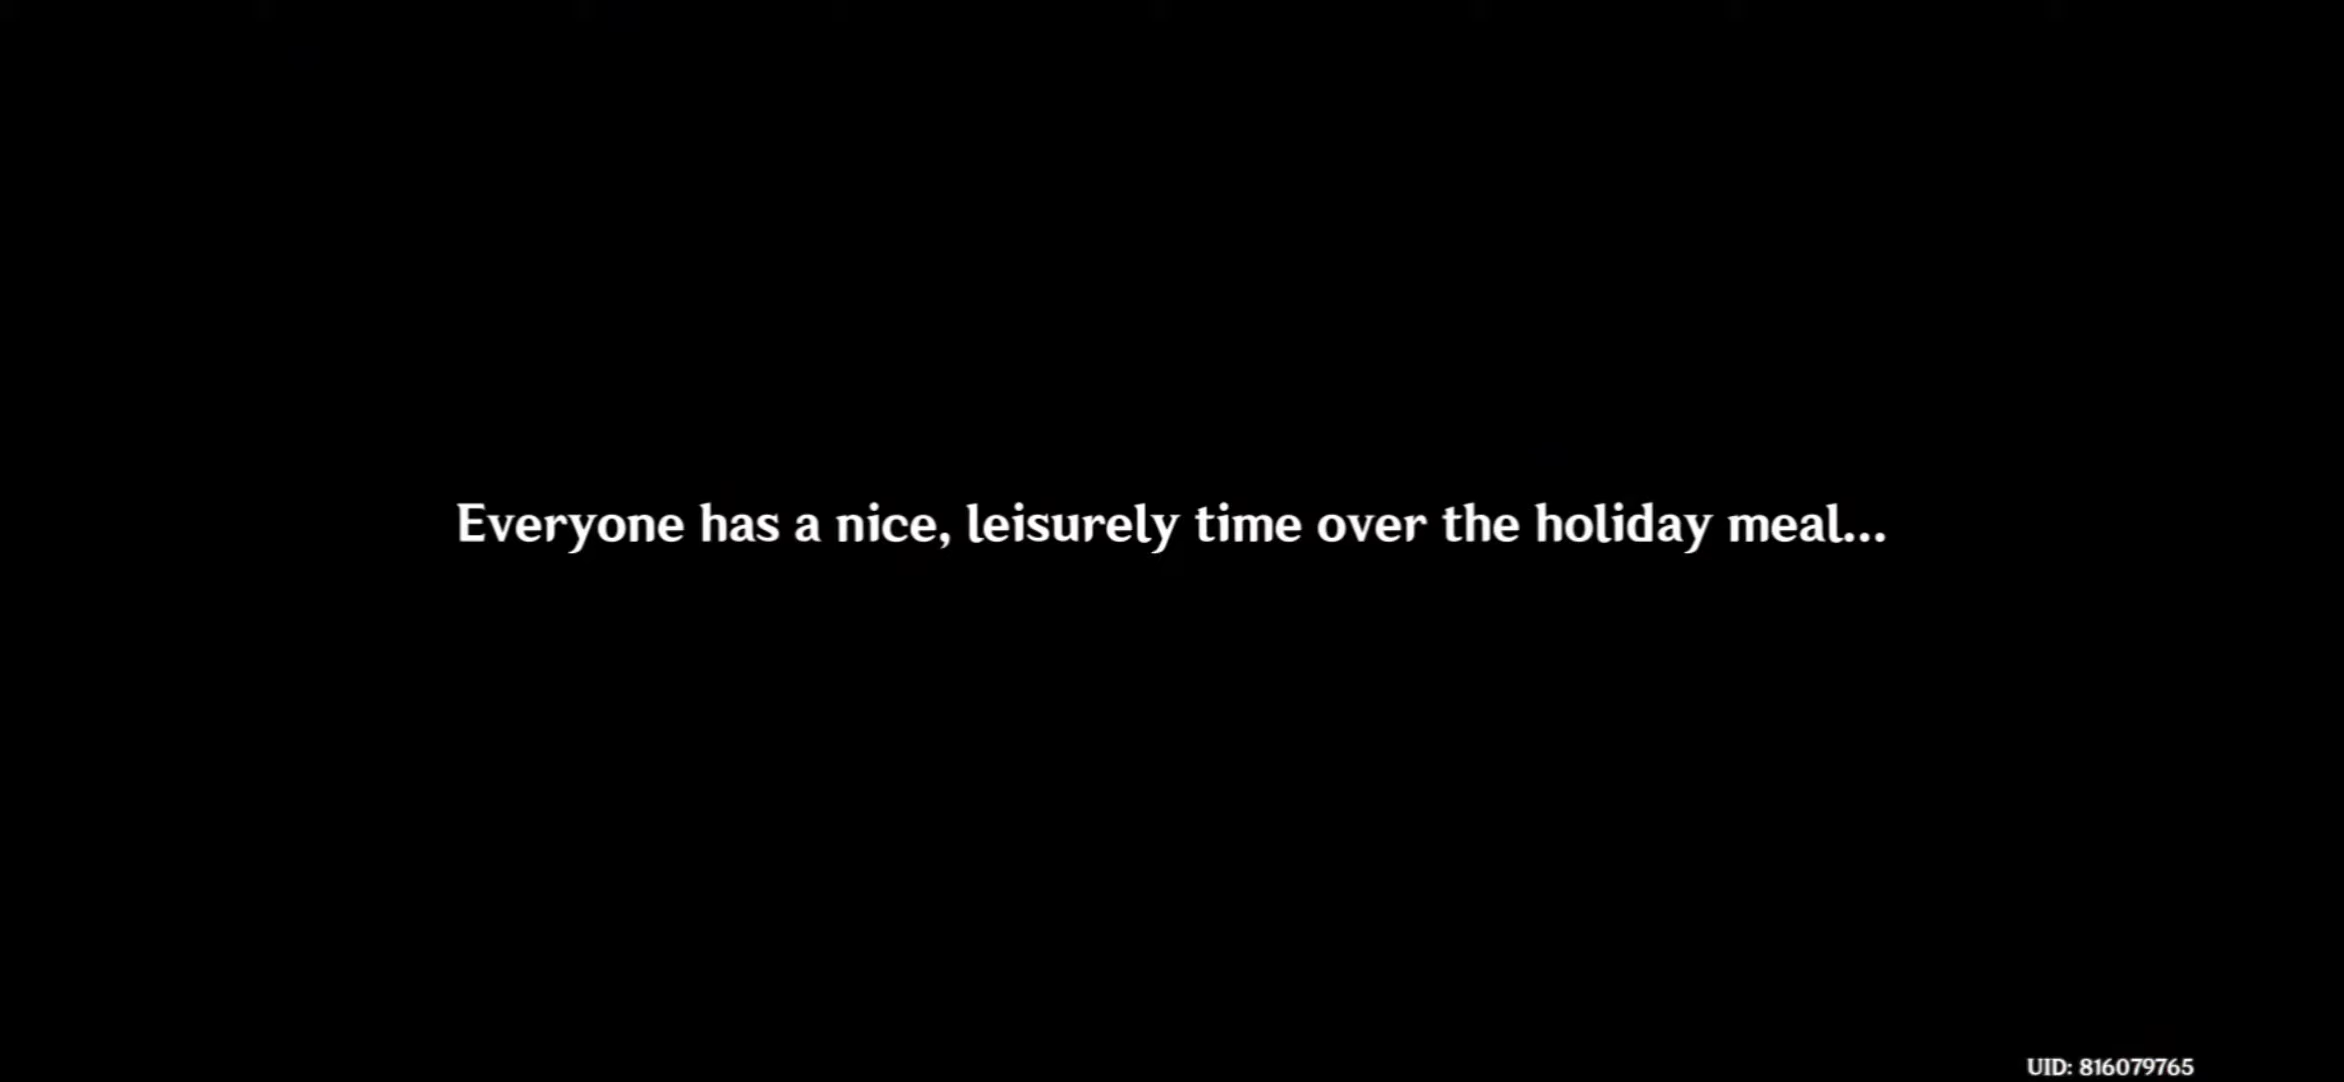 Everyone has a nice, leisurely time over the holiday meal...
UID: 816079765